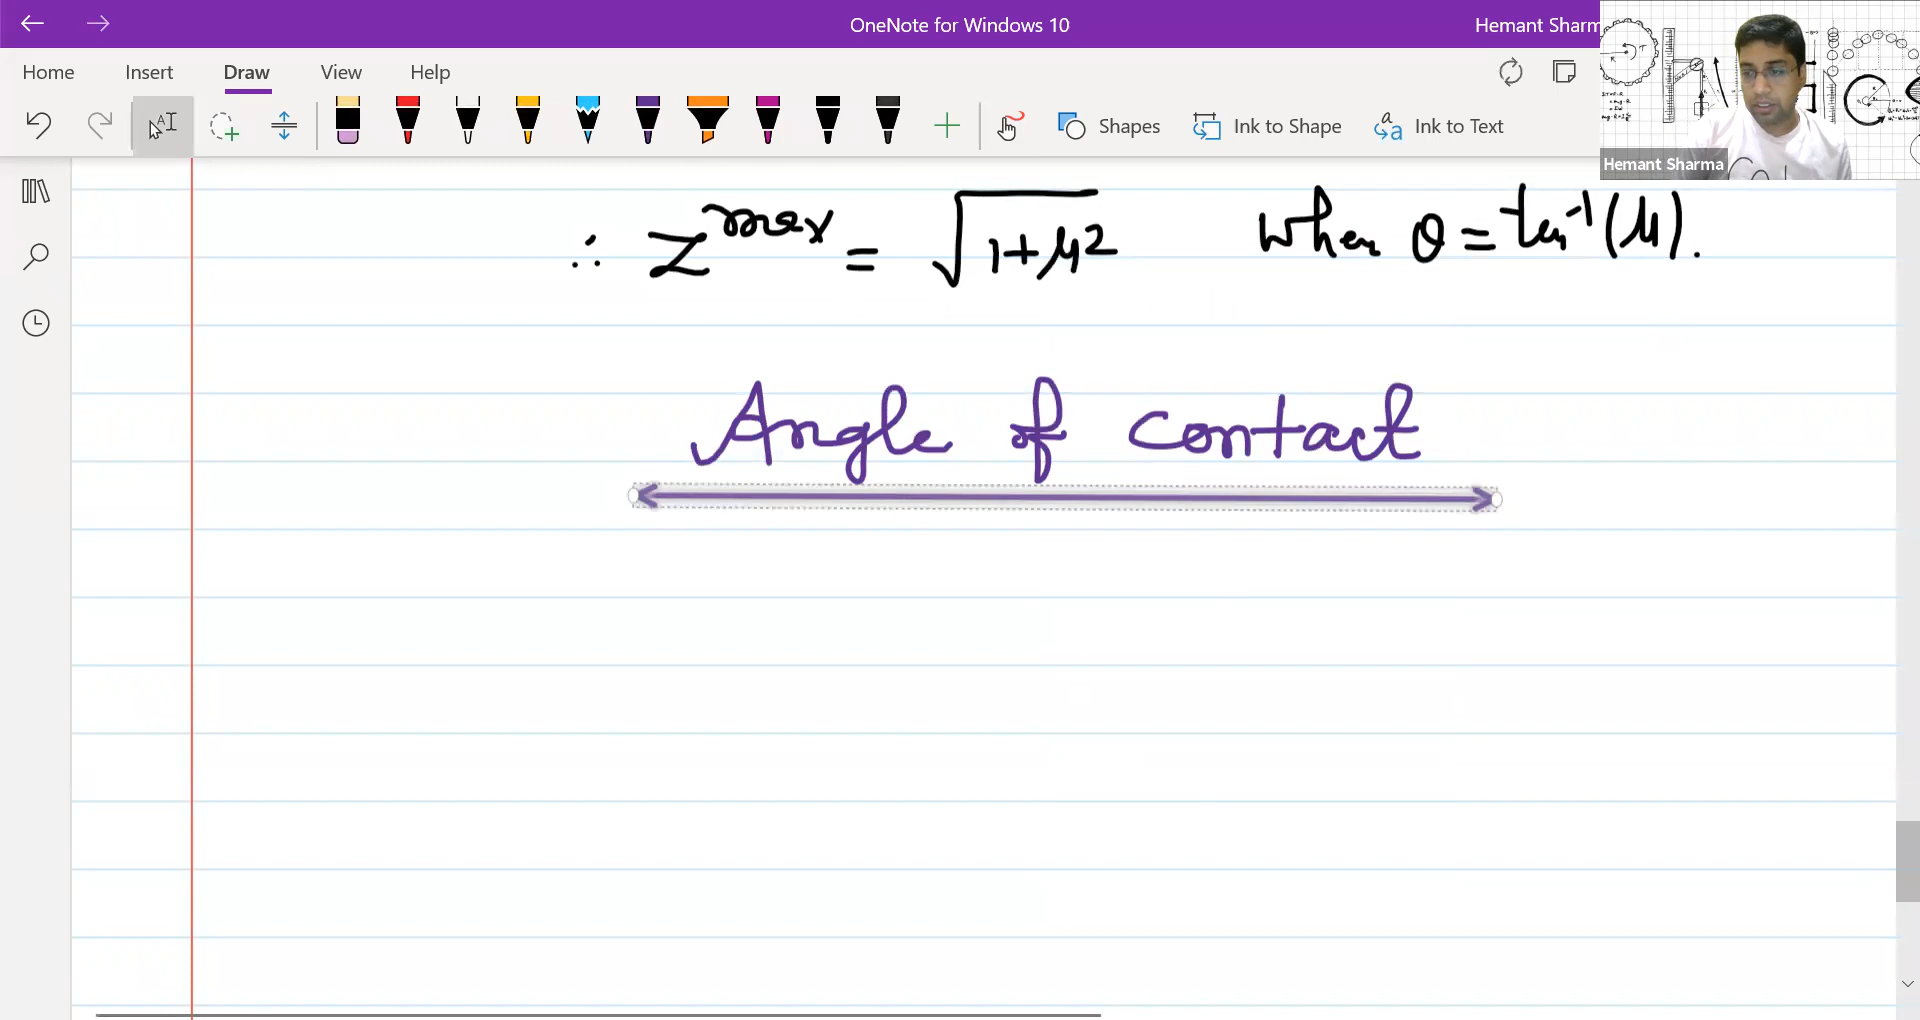 OneNote for Windows 10
Hemant Sharm
Home Insert Draw View Help
Shapes Ink to Shape Ink to Text
Hemant Sharma
∴ Z^max = √1+μ² when θ = tan⁻¹(μ).
Angle of contact